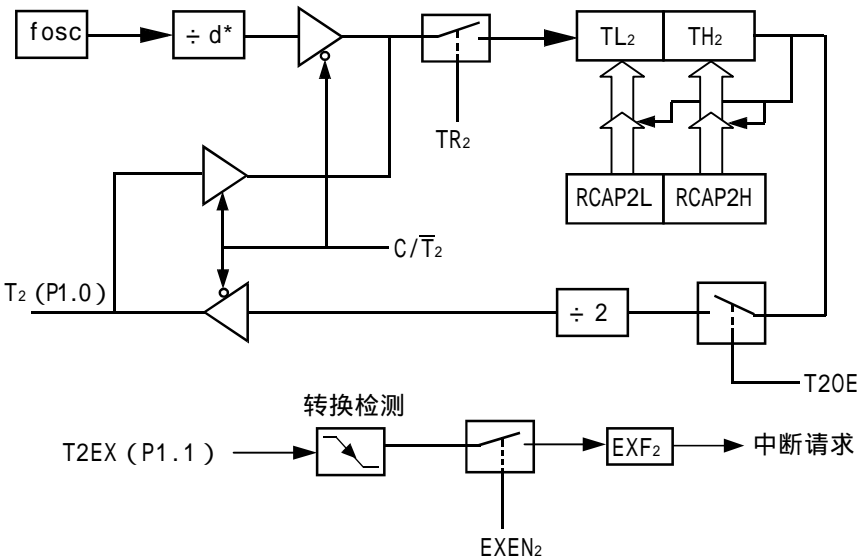 fosc
÷ d*
TL₂
TH₂
TR₂
RCAP2L
RCAP2H
C/T̅₂
T₂ (P1.0)
÷ 2
T2OE
转换检测
T2EX (P1.1)
EXF₂
中断请求
EXEN₂